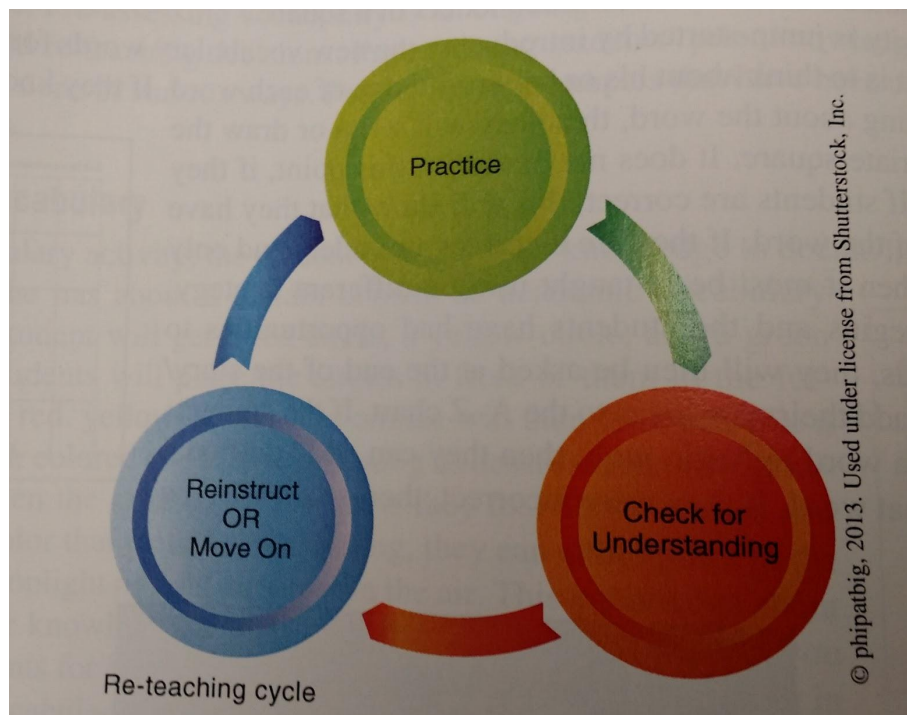 Practice
Check for
Understanding
Reinstruct
OR
Move On
Re-teaching cycle
© phipatbig, 2013. Used under license from Shutterstock, Inc.